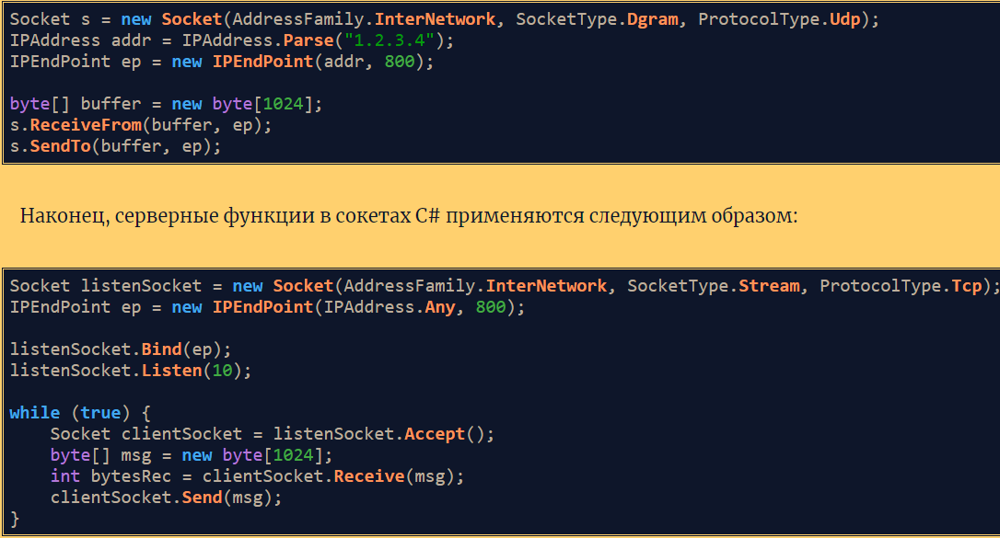 Socket s = new Socket(AddressFamily.InterNetwork, SocketType.Dgram, ProtocolType.Udp);
IPAddress addr = IPAddress.Parse("1.2.3.4");
IPEndPoint ep = new IPEndPoint(addr, 800);
byte[] buffer = new byte[1024];
s.ReceiveFrom(buffer, ep);
s.SendTo(buffer, ep);
Наконец, серверные функции в сокетах C# применяются следующим образом:
Socket listenSocket = new Socket(AddressFamily.InterNetwork, SocketType.Stream, ProtocolType.Tcp);
IPEndPoint ep = new IPEndPoint(IPAddress.Any, 800);
listenSocket.Bind(ep);
listenSocket.Listen(10);
while (true) {
    Socket clientSocket = listenSocket.Accept();
    byte[] msg = new byte[1024];
    int bytesRec = clientSocket.Receive(msg);
    clientSocket.Send(msg);
}